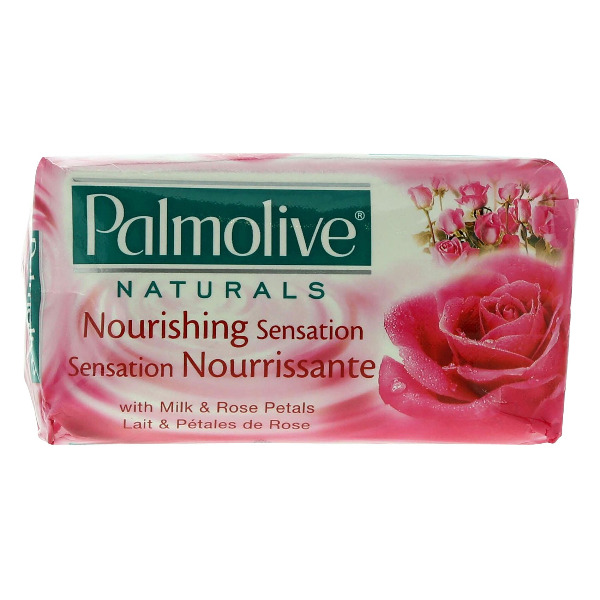 Palmolive®
NATURALS
Nourishing Sensation
Sensation Nourrissante
with Milk & Rose Petals
Lait & Pétales de Rose